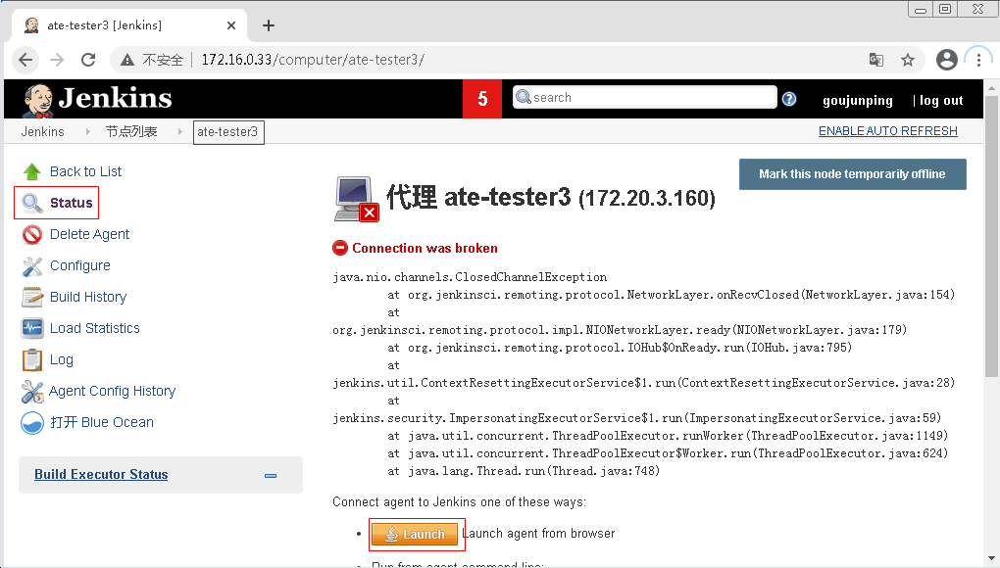 ate-tester3 [Jenkins]
不安全 | 172.16.0.33/computer/ate-tester3/
Jenkins 5 search goujunping | log out
Jenkins 节点列表 ate-tester3 ENABLE AUTO REFRESH
Back to List
Status
Delete Agent
Configure
Build History
Load Statistics
Log
Agent Config History
打开 Blue Ocean
Build Executor Status
Mark this node temporarily offline
代理 ate-tester3 (172.20.3.160)
Connection was broken
java.nio.channels.ClosedChannelException
at org.jenkinsci.remoting.protocol.NetworkLayer.onRecvClosed(NetworkLayer.java:154)
at
org.jenkinsci.remoting.protocol.impl.NIONetworkLayer.ready(NIONetworkLayer.java:179)
at org.jenkinsci.remoting.protocol.IOHub$OnReady.run(IOHub.java:795)
at
jenkins.util.ContextResettingExecutorService$1.run(ContextResettingExecutorService.java:28)
at
jenkins.security.ImpersonatingExecutorService$1.run(ImpersonatingExecutorService.java:59)
at java.util.concurrent.ThreadPoolExecutor.runWorker(ThreadPoolExecutor.java:1149)
at java.util.concurrent.ThreadPoolExecutor$Worker.run(ThreadPoolExecutor.java:624)
at java.lang.Thread.run(Thread.java:748)
Connect agent to Jenkins one of these ways:
• Launch Launch agent from browser
• Run from agent command line: